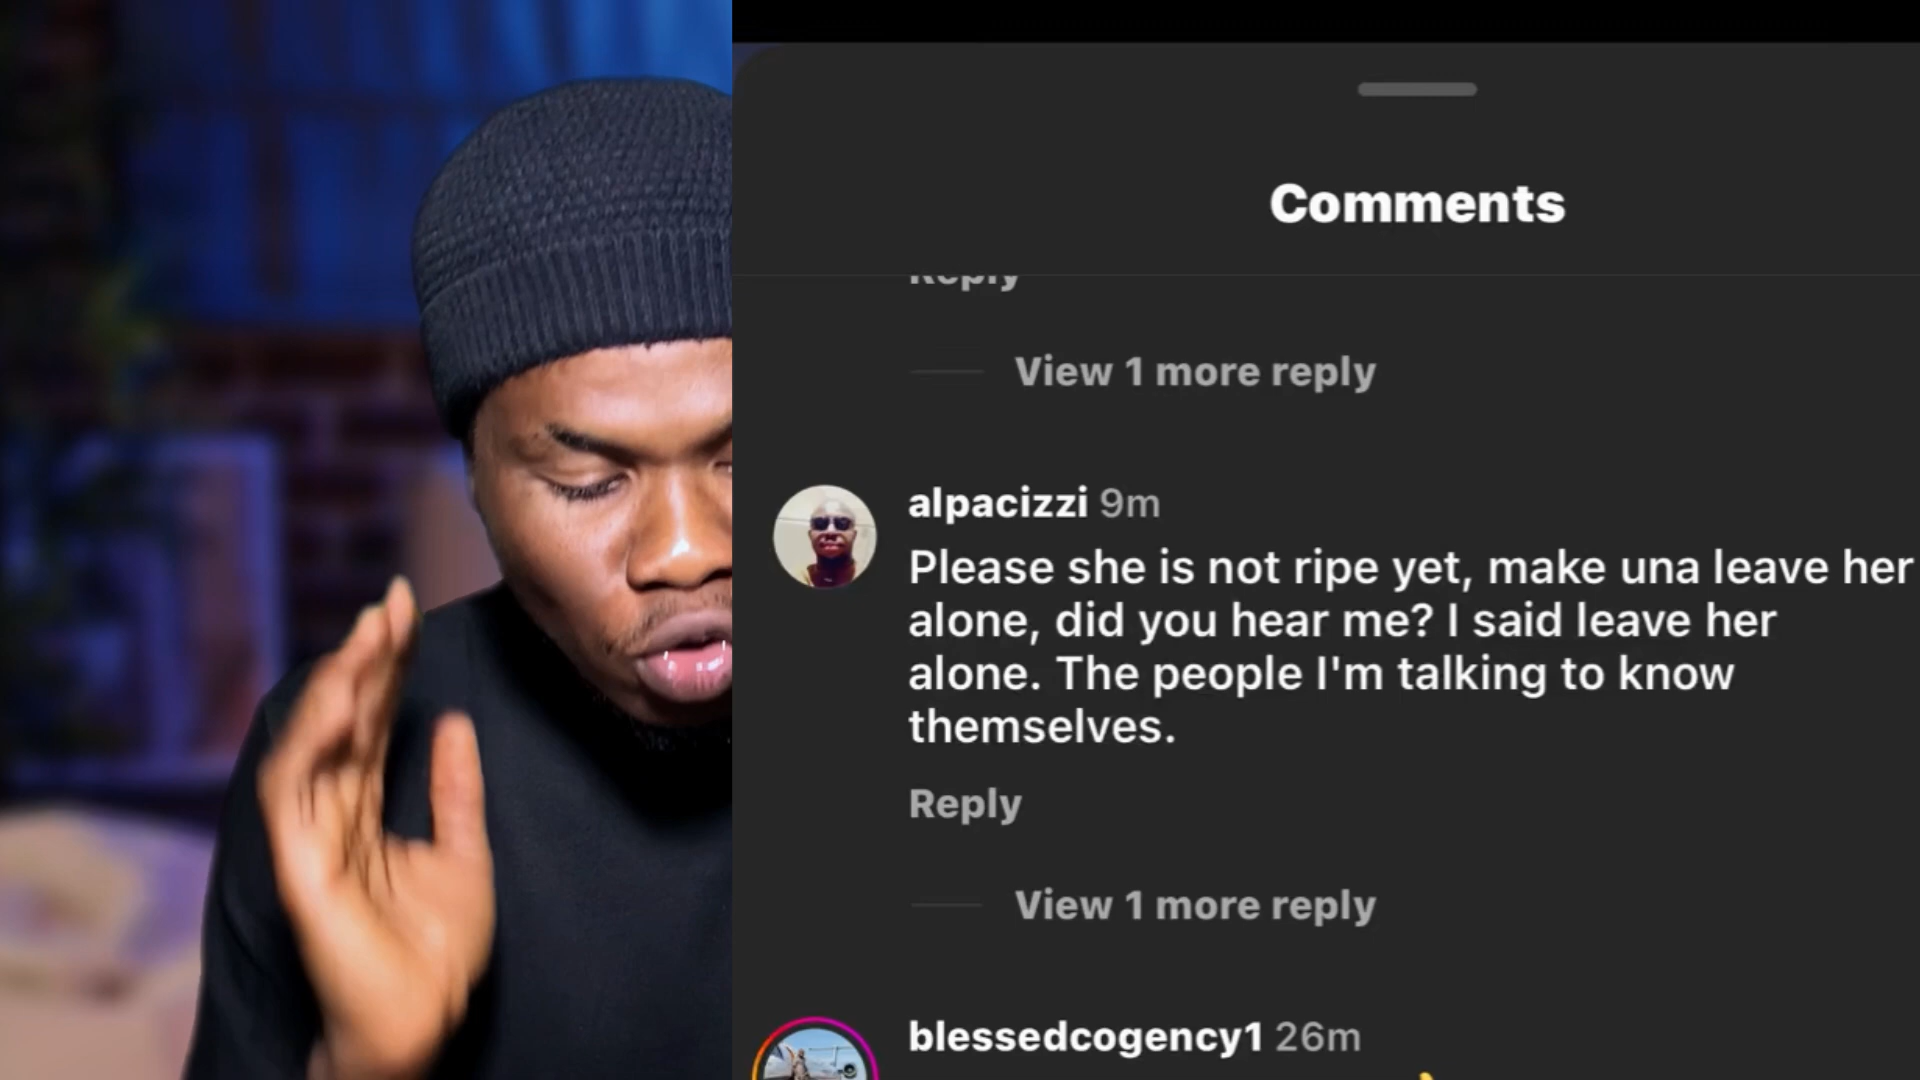 Comments
Reply
View 1 more reply
alpacizzi 9m
Please she is not ripe yet, make una leave her
alone, did you hear me? I said leave her
alone. The people I'm talking to know
themselves.
Reply
View 1 more reply
blessedcogency1 26m